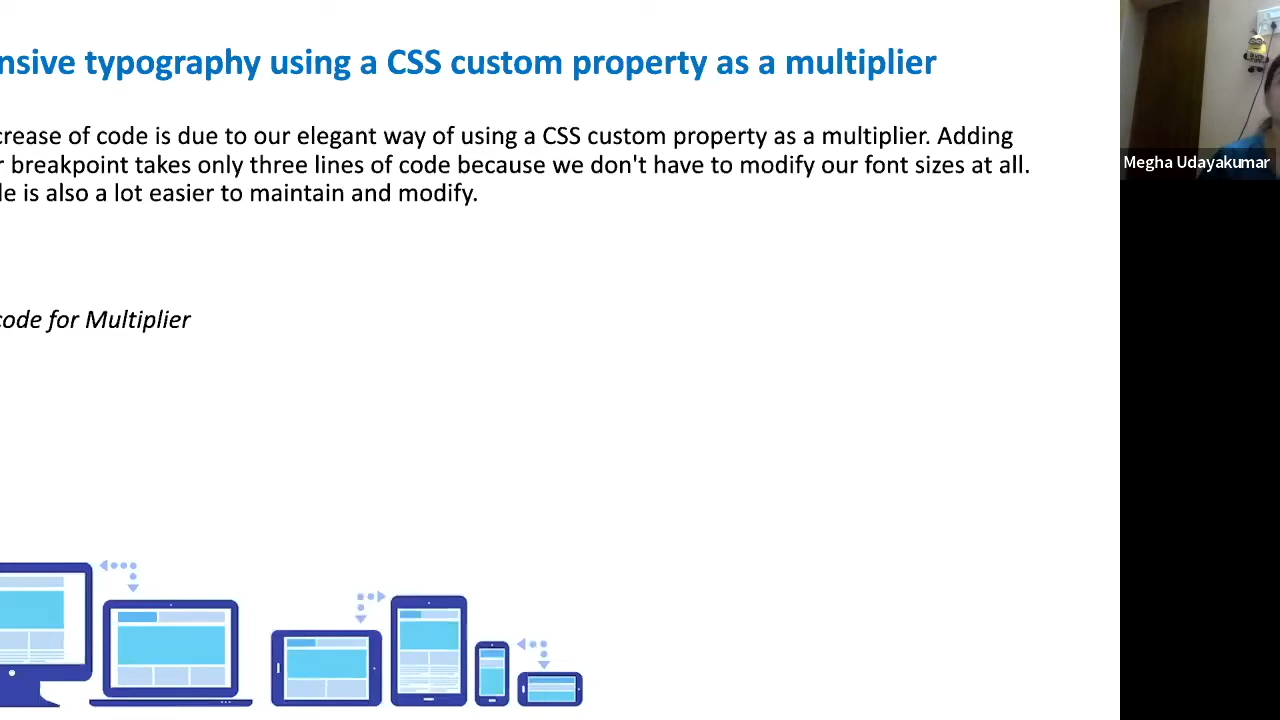 nsive typography using a CSS custom property as a multiplier
crease of code is due to our elegant way of using a CSS custom property as a multiplier. Adding
r breakpoint takes only three lines of code because we don't have to modify our font sizes at all.
le is also a lot easier to maintain and modify.
Megha Udayakumar
code for Multiplier